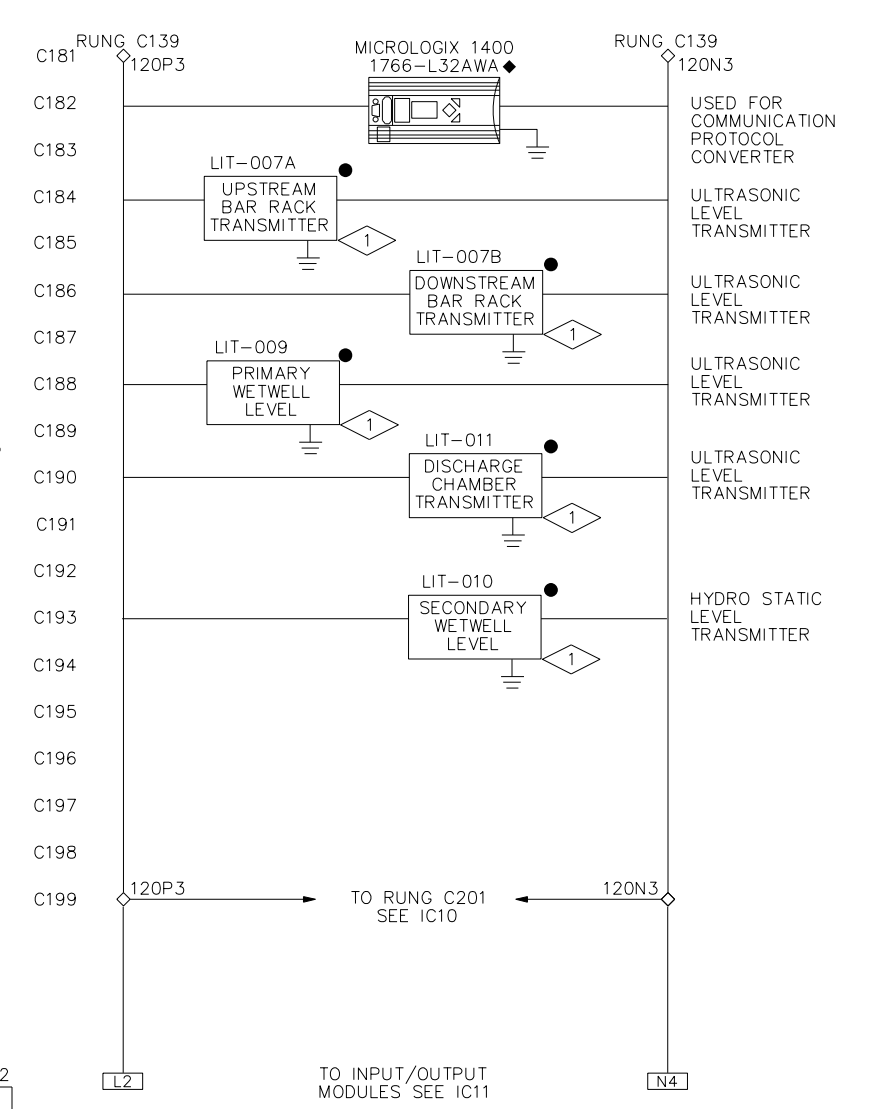 RUNG C139
RUNG C139
C181
120P3
MICROLOGIX 1400
1766-L32AWA
120N3
C182
USED FOR
COMMUNICATION
PROTOCOL
CONVERTER
C183
LIT-007A
C184
UPSTREAM
BAR RACK
TRANSMITTER
1
ULTRASONIC
LEVEL
TRANSMITTER
C185
LIT-007B
C186
DOWNSTREAM
BAR RACK
TRANSMITTER
1
ULTRASONIC
LEVEL
TRANSMITTER
C187
LIT-009
C188
PRIMARY
WETWELL
LEVEL
1
ULTRASONIC
LEVEL
TRANSMITTER
C189
LIT-011
C190
DISCHARGE
CHAMBER
TRANSMITTER
1
ULTRASONIC
LEVEL
TRANSMITTER
C191
C192
LIT-010
C193
SECONDARY
WETWELL
LEVEL
1
HYDRO STATIC
LEVEL
TRANSMITTER
C194
C195
C196
C197
C198
C199
120P3
TO RUNG C201
SEE IC10
120N3
2
L2
TO INPUT/OUTPUT
MODULES SEE IC11
N4